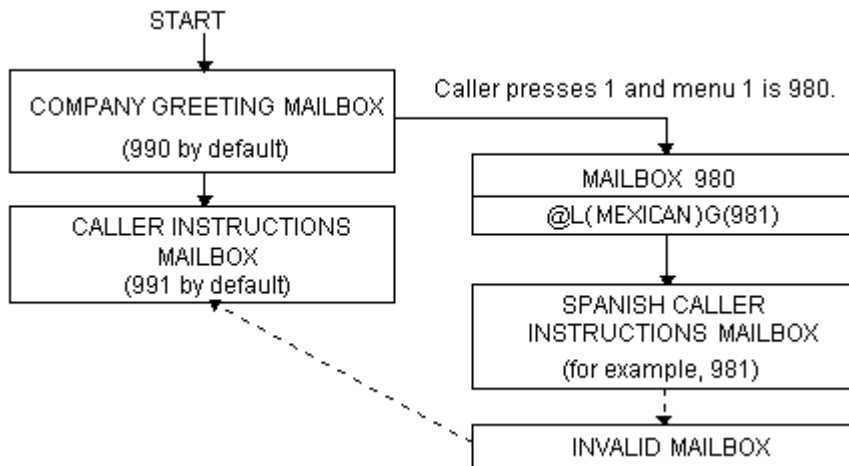 START
COMPANY GREETING MAILBOX
(990 by default)
Caller presses 1 and menu 1 is 980.
MAILBOX 980
@L(MEXICAN)G(981)
CALLER INSTRUCTIONS
MAILBOX
(991 by default)
SPANISH CALLER
INSTRUCTIONS MAILBOX
(for example, 981)
INVALID MAILBOX